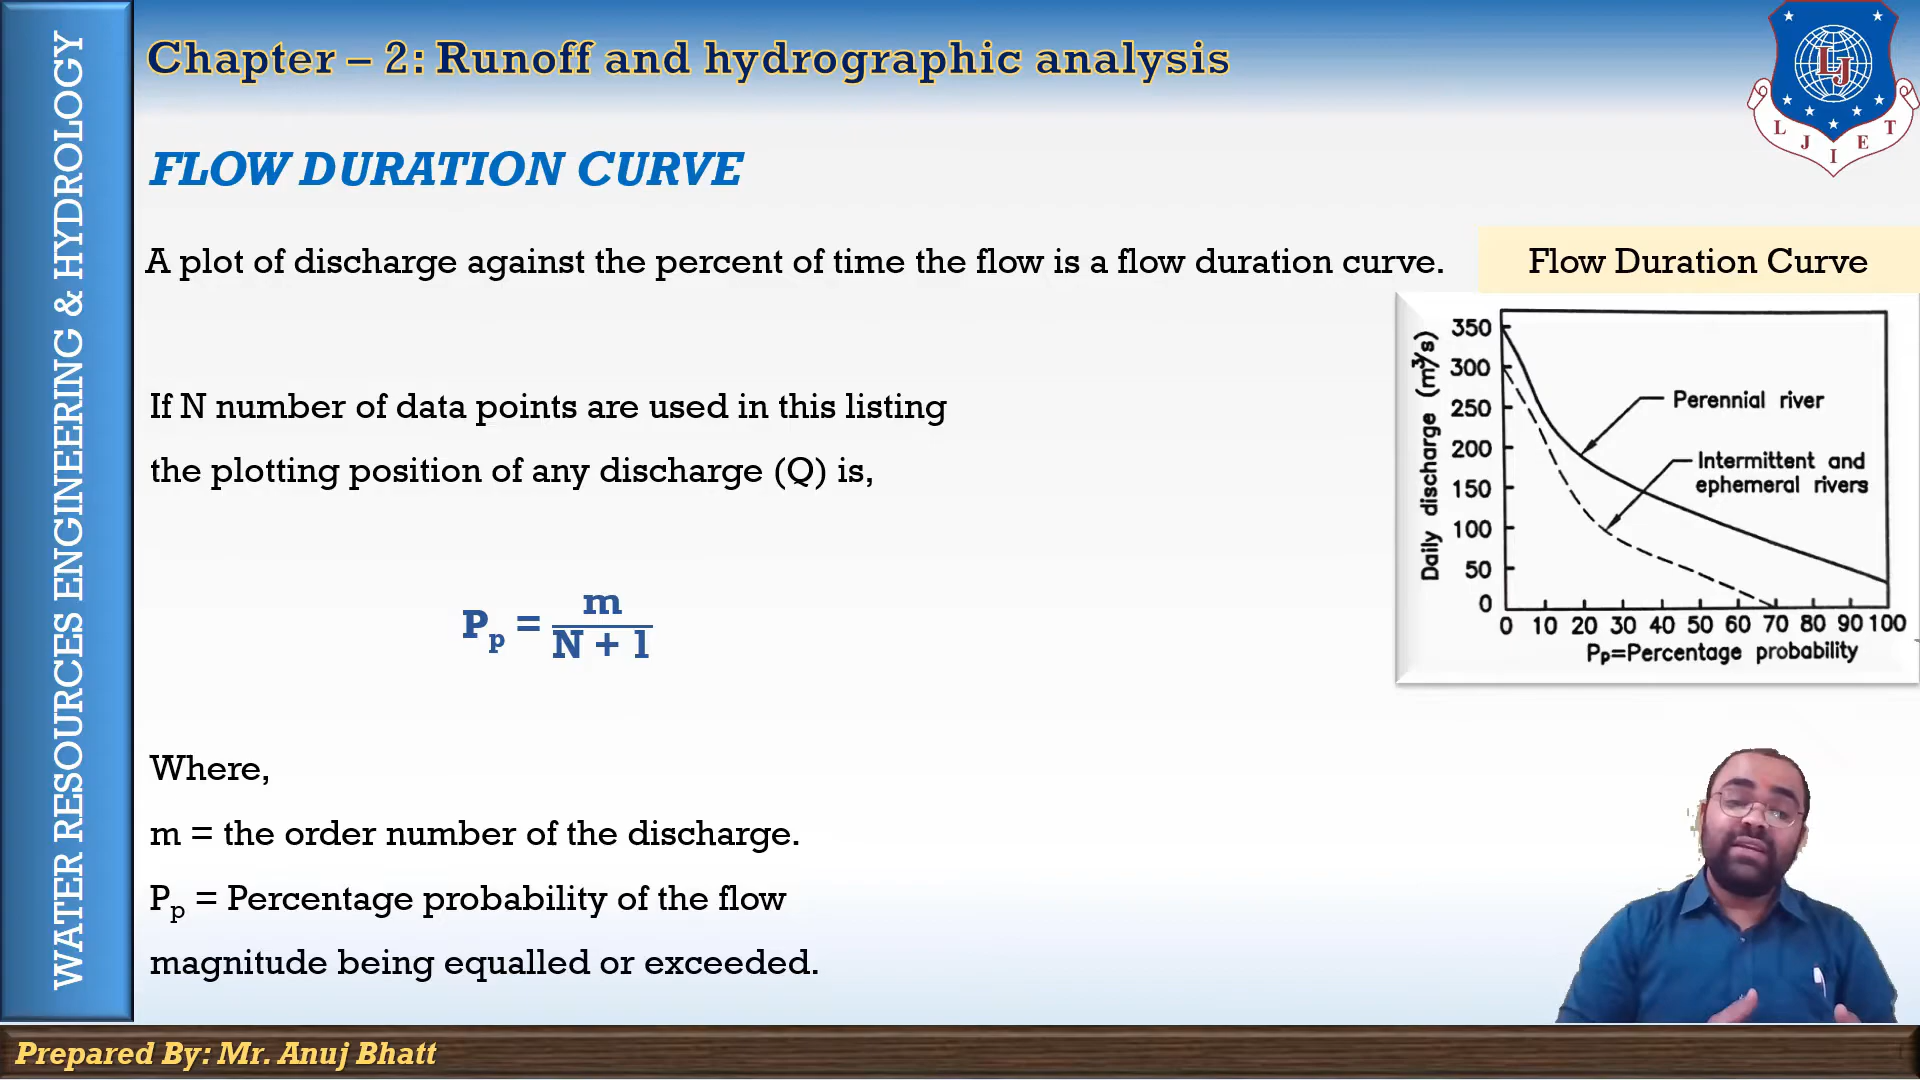 WATER RESOURCES ENGINEERING & HYDROLOGY
Chapter – 2: Runoff and hydrographic analysis
LJ
L J I E T
FLOW DURATION CURVE
A plot of discharge against the percent of time the flow is a flow duration curve.
If N number of data points are used in this listing
the plotting position of any discharge (Q) is,
Pp = m / N + 1
Where,
m = the order number of the discharge.
Pp = Percentage probability of the flow
magnitude being equalled or exceeded.
Flow Duration Curve
Daily discharge (m³/s)
350
300
250
200
150
100
50
0
Perennial river
Intermittent and
ephemeral rivers
0 10 20 30 40 50 60 70 80 90 100
Pp=Percentage probability
Prepared By: Mr. Anuj Bhatt